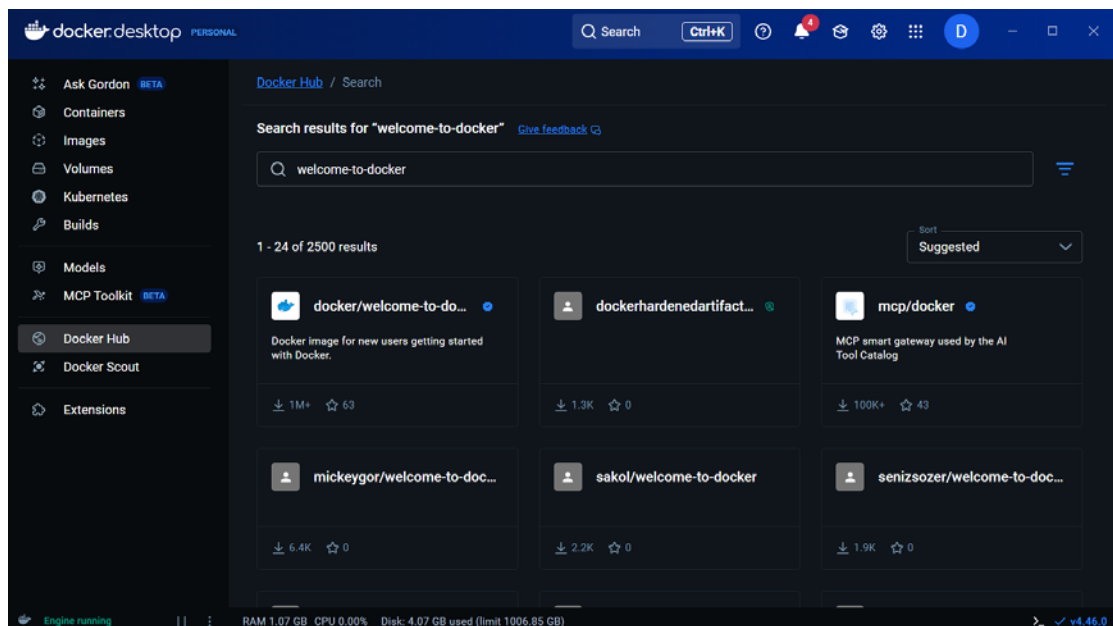 docker.desktop PERSONAL
Search Ctrl+K
4
D
Ask Gordon BETA
Containers
Images
Volumes
Kubernetes
Builds
Models
MCP Toolkit BETA
Docker Hub
Docker Scout
Extensions
Docker Hub / Search
Search results for “welcome-to-docker” Give feedback
welcome-to-docker
1 - 24 of 2500 results
Sort
Suggested
docker/welcome-to-do...
Docker image for new users getting started
with Docker.
1M+ 63
dockerhardenedartifact...
1.3K 0
mcp/docker
MCP smart gateway used by the AI
Tool Catalog
100K+ 43
mickeygor/welcome-to-doc...
6.4K 0
sakol/welcome-to-docker
2.2K 0
senizsozer/welcome-to-doc...
1.9K 0
Engine running
RAM 1.07 GB CPU 0.00% Disk: 4.07 GB used (limit 1006.85 GB)
v4.46.0